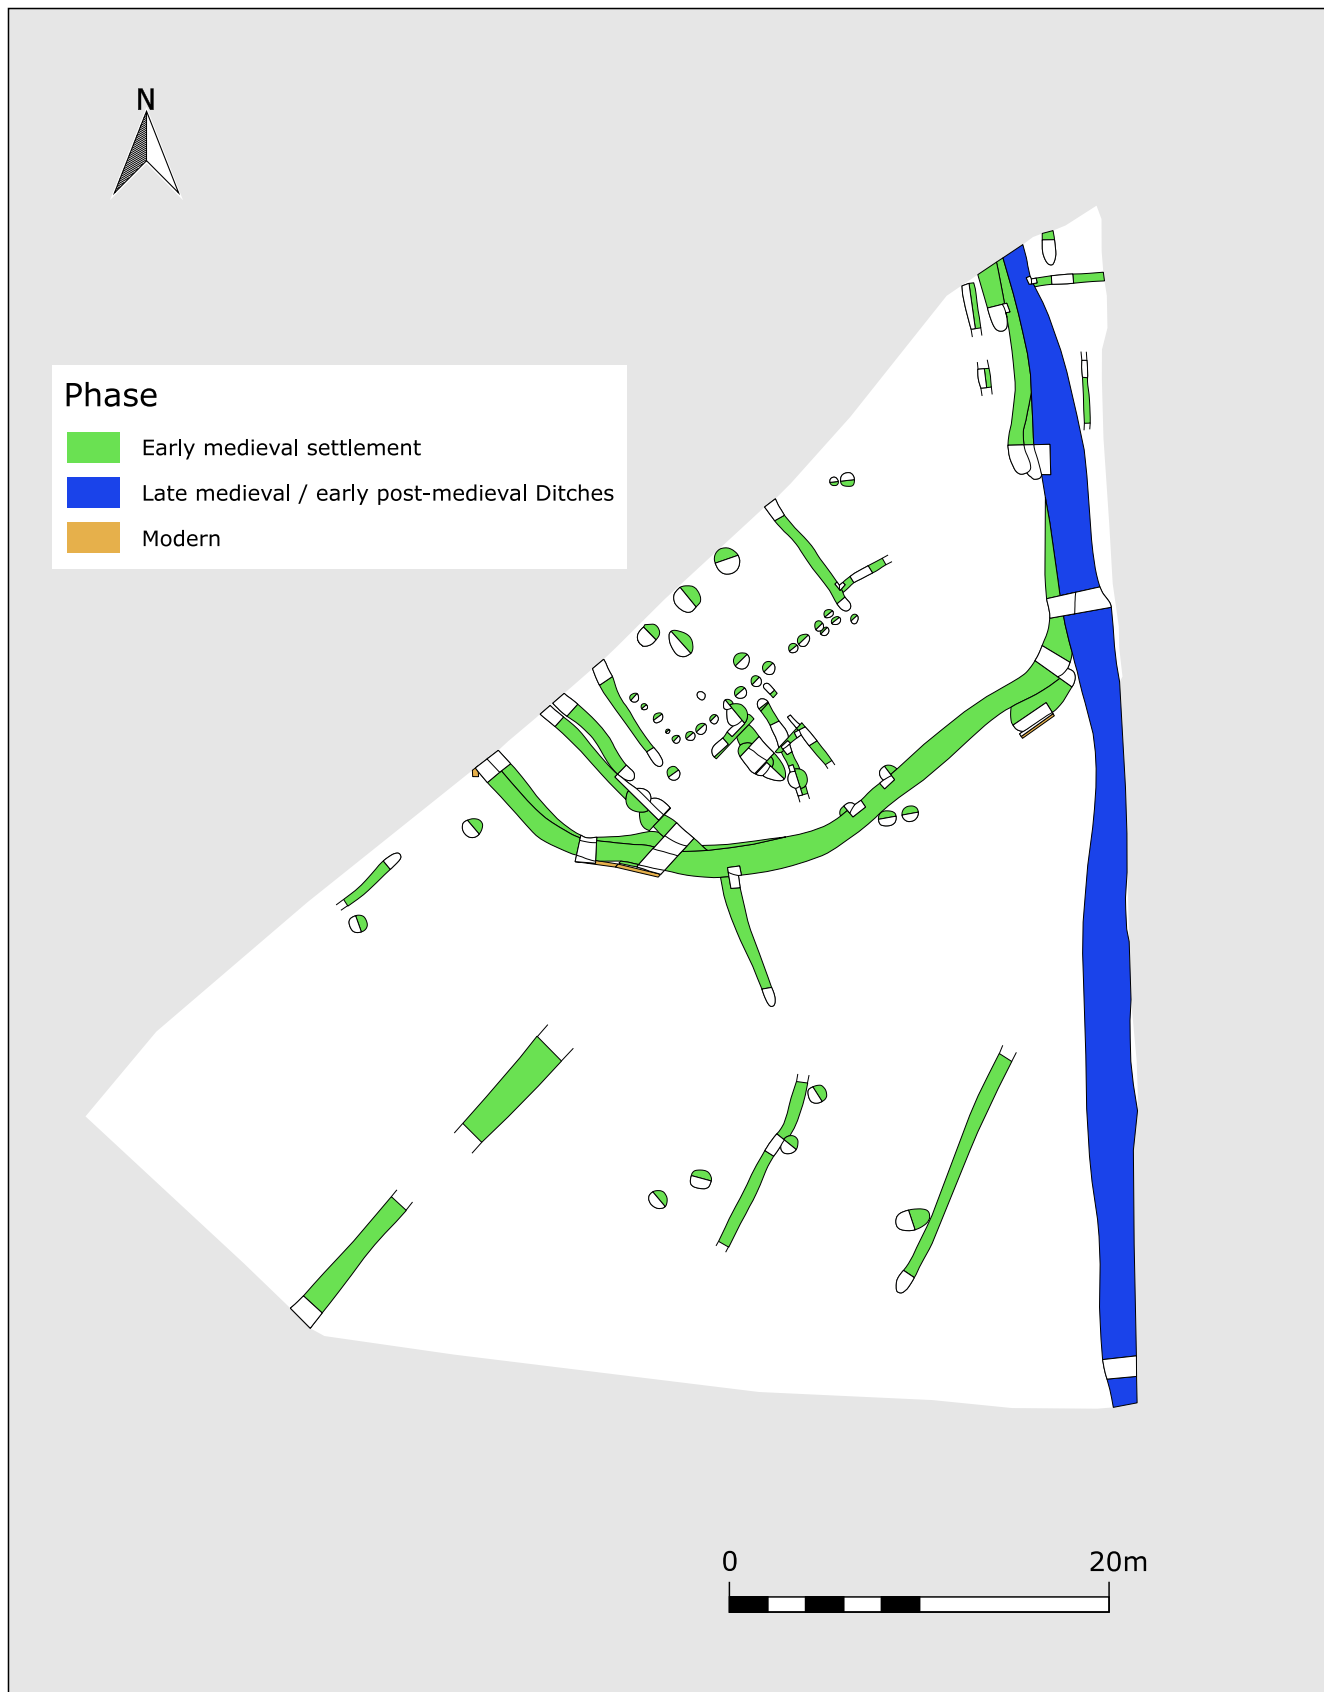 N
Phase
Early medieval settlement
Late medieval / early post-medieval Ditches
Modern
0 20m